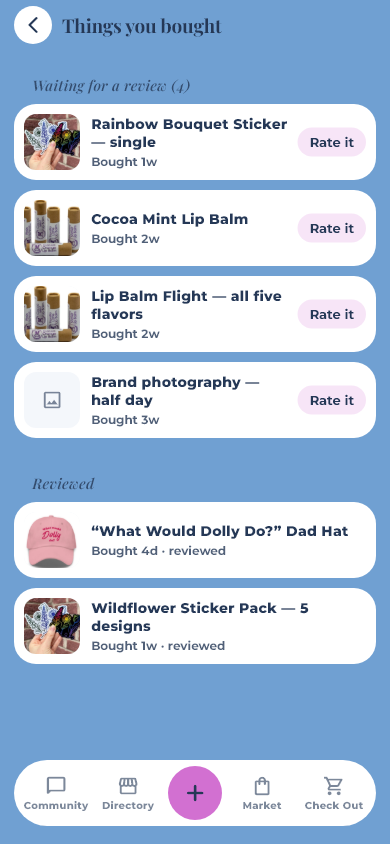 Things you bought
Waiting for a review (4)
Rainbow Bouquet Sticker
— single
Bought 1w
Rate it
Cocoa Mint Lip Balm
Bought 2w
Rate it
Lip Balm Flight — all five
flavors
Bought 2w
Rate it
Brand photography —
half day
Bought 3w
Rate it
Reviewed
Dolly
“What Would Dolly Do?” Dad Hat
Bought 4d · reviewed
Wildflower Sticker Pack — 5
designs
Bought 1w · reviewed
Community
Directory
Market
Check Out